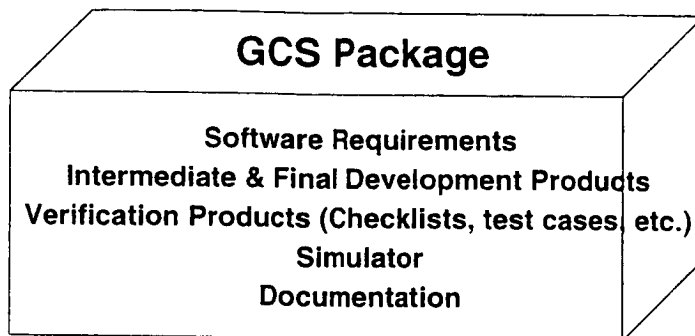 GCS Package
Software Requirements
Intermediate & Final Development Products
Verification Products (Checklists, test cases, etc.)
Simulator
Documentation